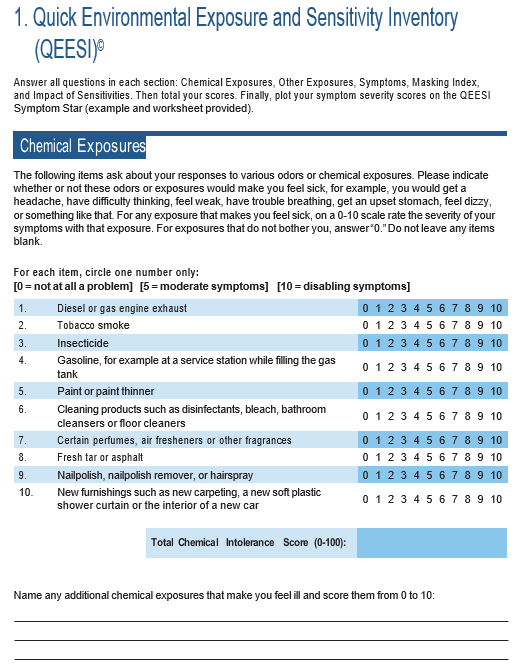 1. Quick Environmental Exposure and Sensitivity Inventory
(QEESI)©
Answer all questions in each section: Chemical Exposures, Other Exposures, Symptoms, Masking Index,
and Impact of Sensitivities. Then total your scores. Finally, plot your symptom severity scores on the QEESI
Symptom Star (example and worksheet provided).
Chemical Exposures
The following items ask about your responses to various odors or chemical exposures. Please indicate
whether or not these odors or exposures would make you feel sick, for example, you would get a
headache, have difficulty thinking, feel weak, have trouble breathing, get an upset stomach, feel dizzy,
or something like that. For any exposure that makes you feel sick, on a 0-10 scale rate the severity of your
symptoms with that exposure. For exposures that do not bother you, answer "0." Do not leave any items
blank.
For each item, circle one number only:
[0 = not at all a problem] [5 = moderate symptoms] [10 = disabling symptoms]
1. Diesel or gas engine exhaust 0 1 2 3 4 5 6 7 8 9 10
2. Tobacco smoke 0 1 2 3 4 5 6 7 8 9 10
3. Insecticide 0 1 2 3 4 5 6 7 8 9 10
4. Gasoline, for example at a service station while filling the gas
tank 0 1 2 3 4 5 6 7 8 9 10
5. Paint or paint thinner 0 1 2 3 4 5 6 7 8 9 10
6. Cleaning products such as disinfectants, bleach, bathroom
cleansers or floor cleaners 0 1 2 3 4 5 6 7 8 9 10
7. Certain perfumes, air fresheners or other fragrances 0 1 2 3 4 5 6 7 8 9 10
8. Fresh tar or asphalt 0 1 2 3 4 5 6 7 8 9 10
9. Nailpolish, nailpolish remover, or hairspray 0 1 2 3 4 5 6 7 8 9 10
10. New furnishings such as new carpeting, a new soft plastic
shower curtain or the interior of a new car 0 1 2 3 4 5 6 7 8 9 10
Total Chemical Intolerance Score (0-100):
Name any additional chemical exposures that make you feel ill and score them from 0 to 10: